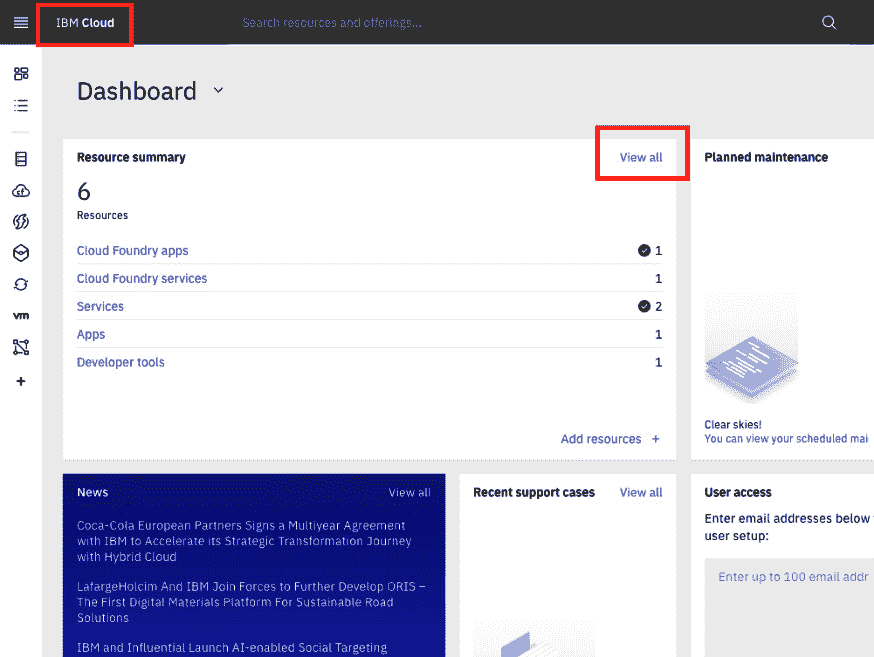 IBM Cloud
Search resources and offerings...
Dashboard
Resource summary
View all
6
Resources
Cloud Foundry apps 1
Cloud Foundry services 1
Services 2
Apps 1
Developer tools 1
Add resources +
Planned maintenance
Clear skies!
You can view your scheduled mai
News
View all
Coca-Cola European Partners Signs a Multiyear Agreement
with IBM to Accelerate its Strategic Transformation Journey
with Hybrid Cloud
LafargeHolcim And IBM Join Forces to Further Develop ORIS –
The First Digital Materials Platform For Sustainable Road
Solutions
IBM and Influential Launch AI-enabled Social Targeting
Recent support cases
View all
User access
Enter email addresses below
user setup:
Enter up to 100 email addr
vm